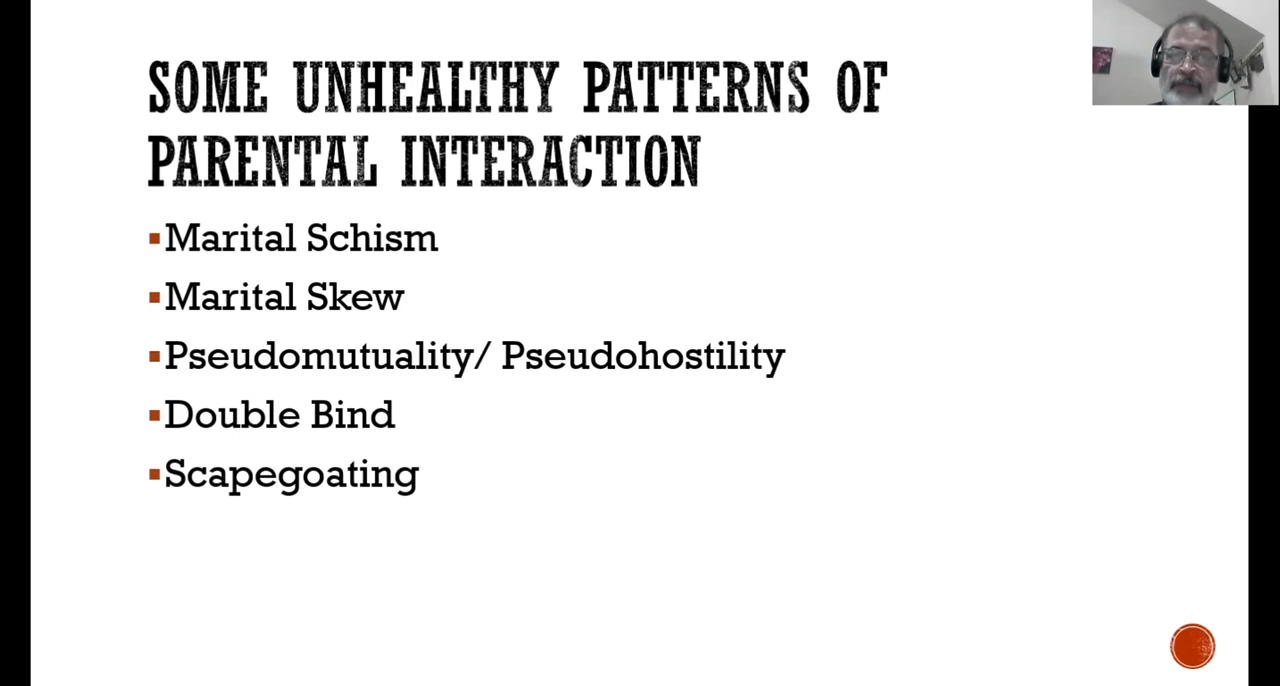 SOME UNHEALTHY PATTERNS OF
PARENTAL INTERACTION
▪Marital Schism
▪Marital Skew
▪Pseudomutuality/ Pseudohostility
▪Double Bind
▪Scapegoating